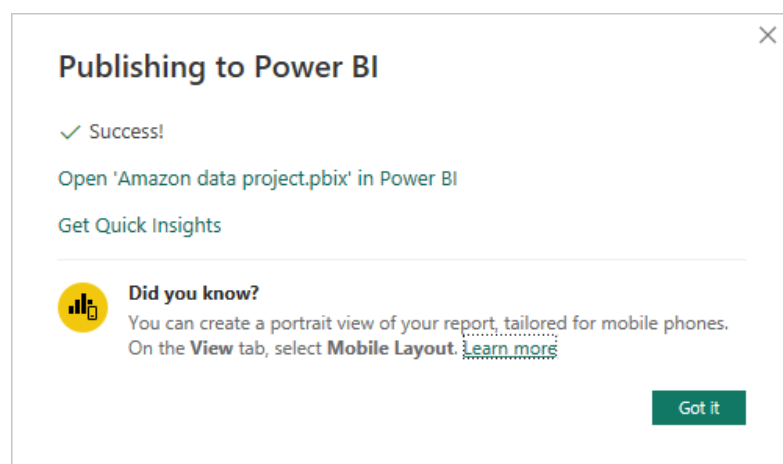 Publishing to Power BI
Success!
Open 'Amazon data project.pbix' in Power BI
Get Quick Insights
Did you know?
You can create a portrait view of your report, tailored for mobile phones.
On the View tab, select Mobile Layout. Learn more
Got it